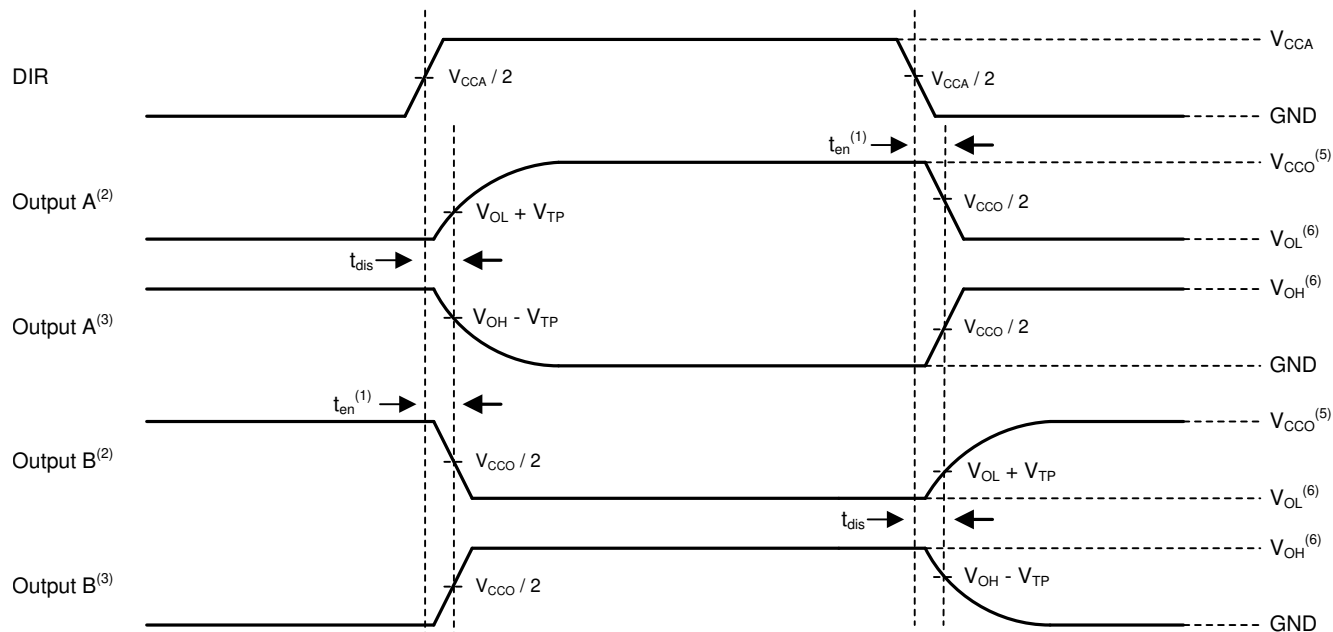 V_CCA
DIR
V_CCA / 2
V_CCA / 2
GND
t_en^(1)
V_CCO^(5)
Output A^(2)
V_OL + V_TP
V_CCO / 2
V_OL^(6)
t_dis
V_OH^(6)
Output A^(3)
V_OH - V_TP
V_CCO / 2
GND
t_en^(1)
V_CCO^(5)
Output B^(2)
V_CCO / 2
V_OL + V_TP
V_OL^(6)
t_dis
V_OH^(6)
Output B^(3)
V_CCO / 2
V_OH - V_TP
GND